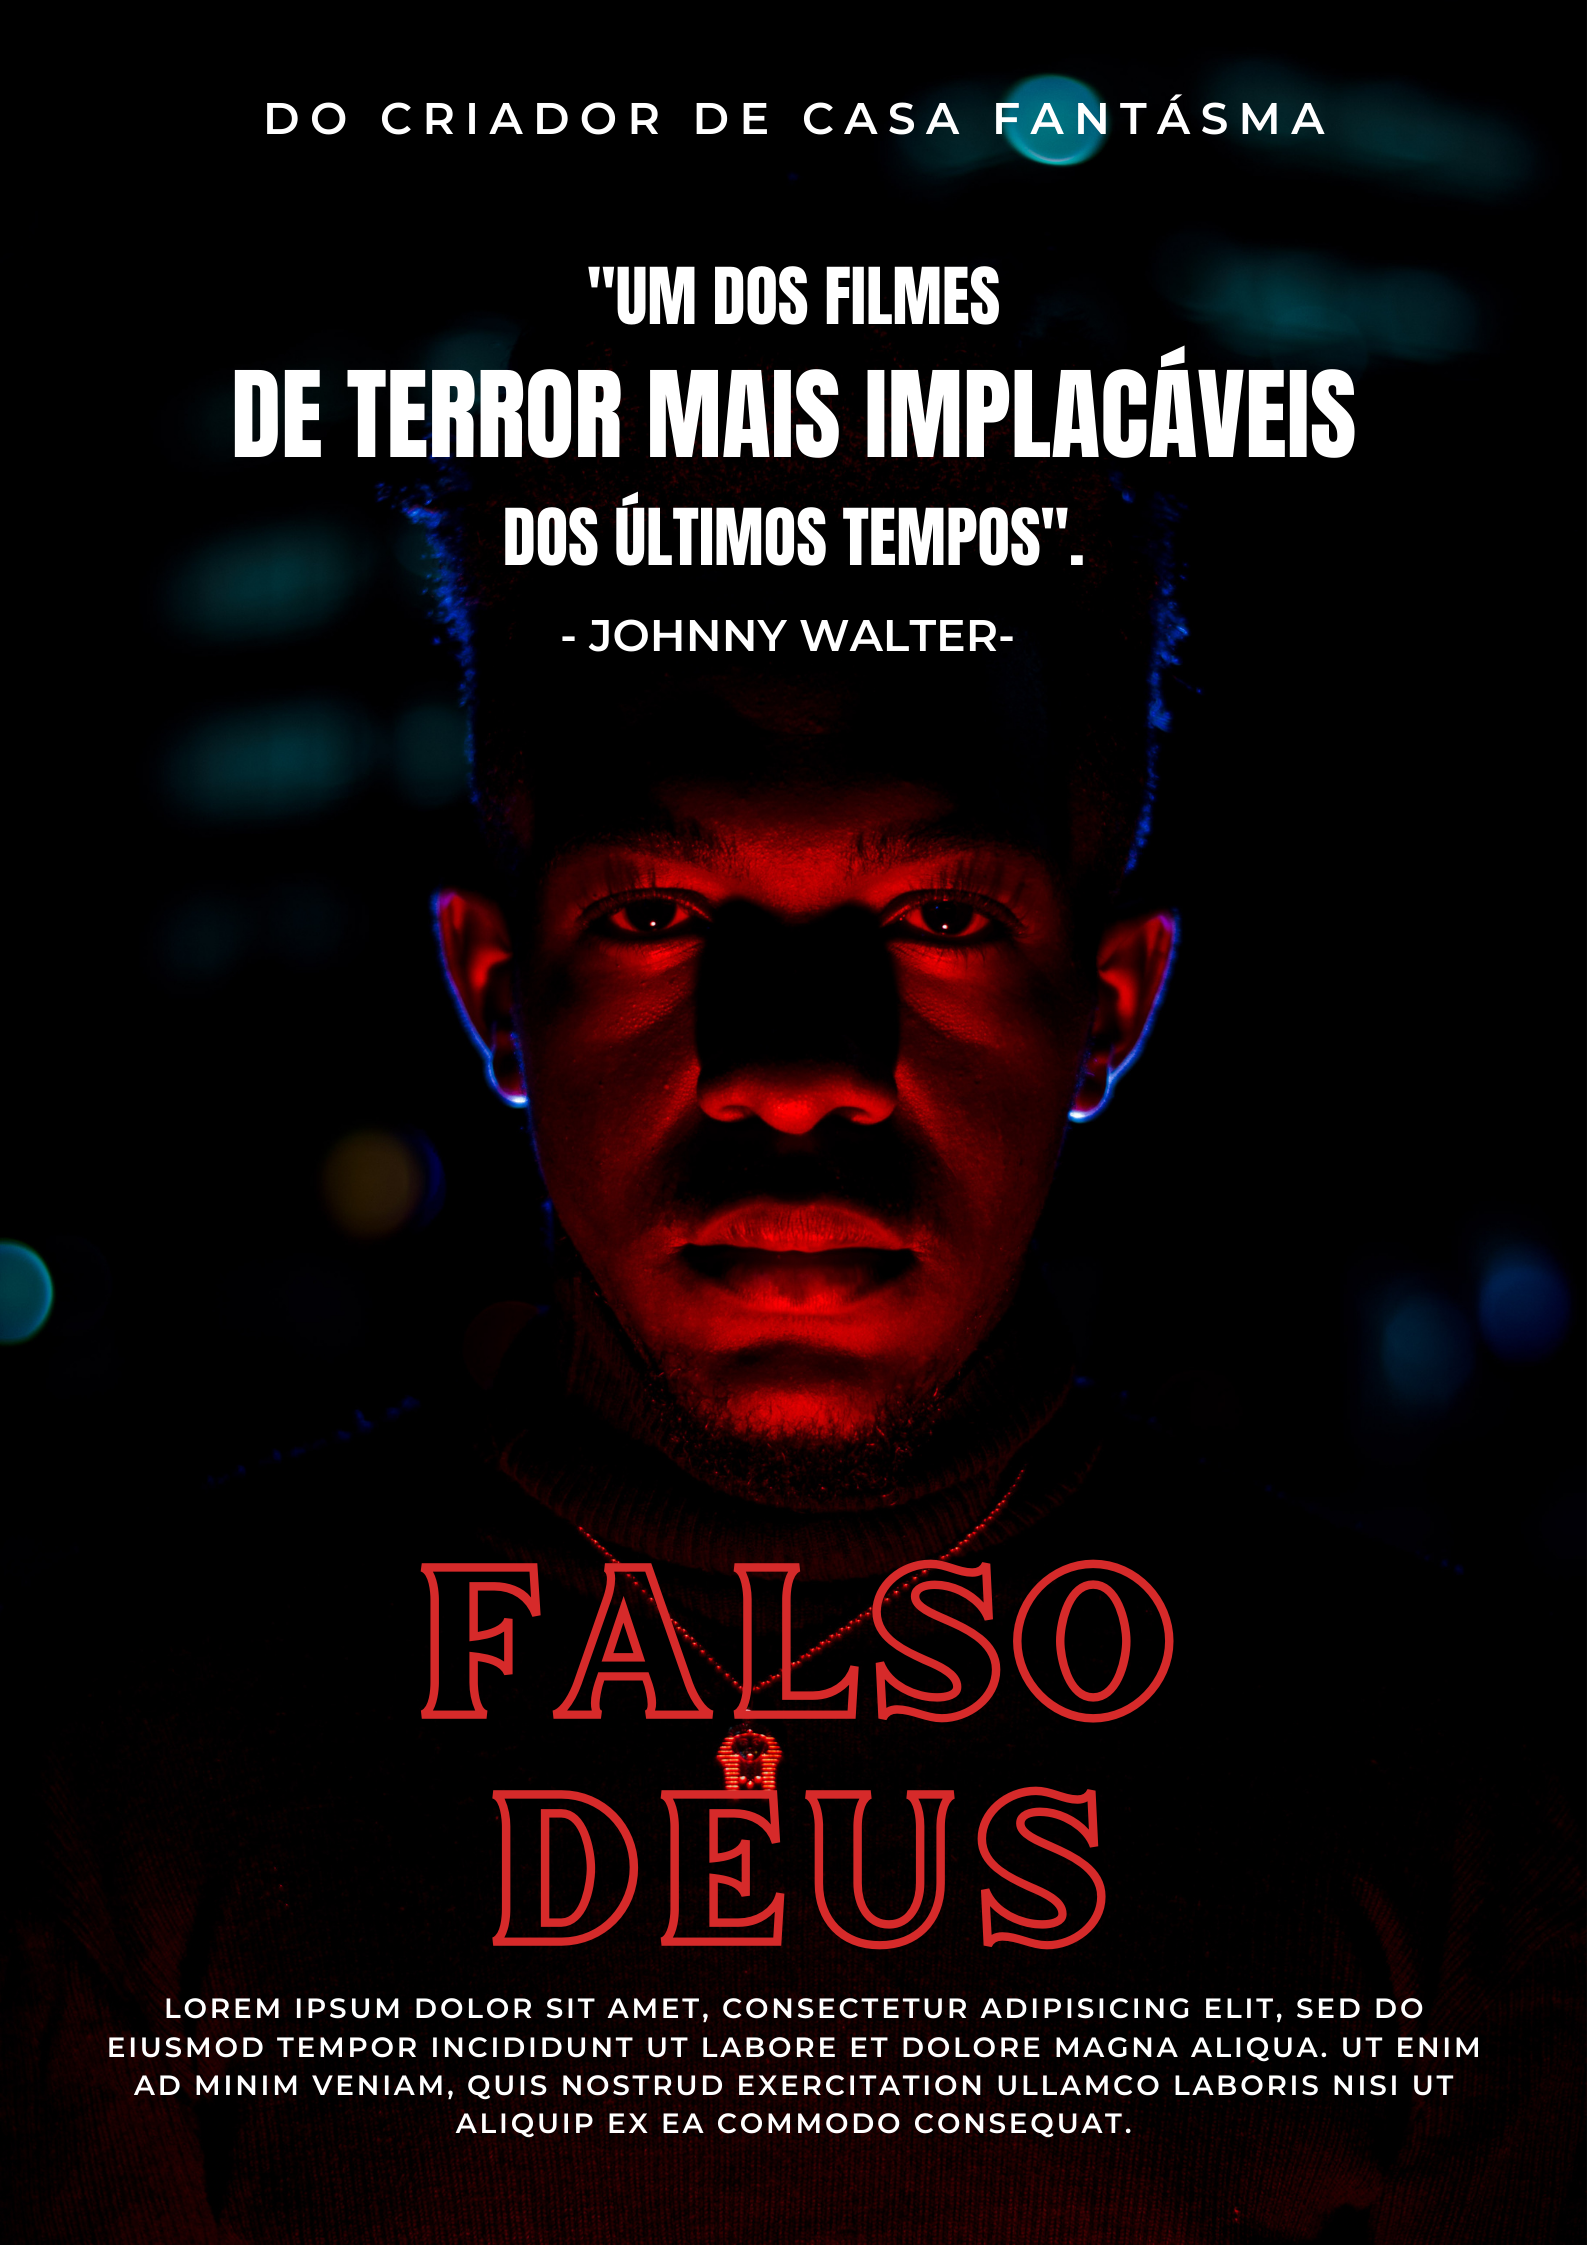 DO CRIADOR DE CASA FANTÁSMA
"UM DOS FILMES
DE TERROR MAIS IMPLACÁVEIS
DOS ÚLTIMOS TEMPOS".
- JOHNNY WALTER-
FALSO
DEUS
LOREM IPSUM DOLOR SIT AMET, CONSECTETUR ADIPISICING ELIT, SED DO
EIUSMOD TEMPOR INCIDIDUNT UT LABORE ET DOLORE MAGNA ALIQUA. UT ENIM
AD MINIM VENIAM, QUIS NOSTRUD EXERCITATION ULLAMCO LABORIS NISI UT
ALIQUIP EX EA COMMODO CONSEQUAT.